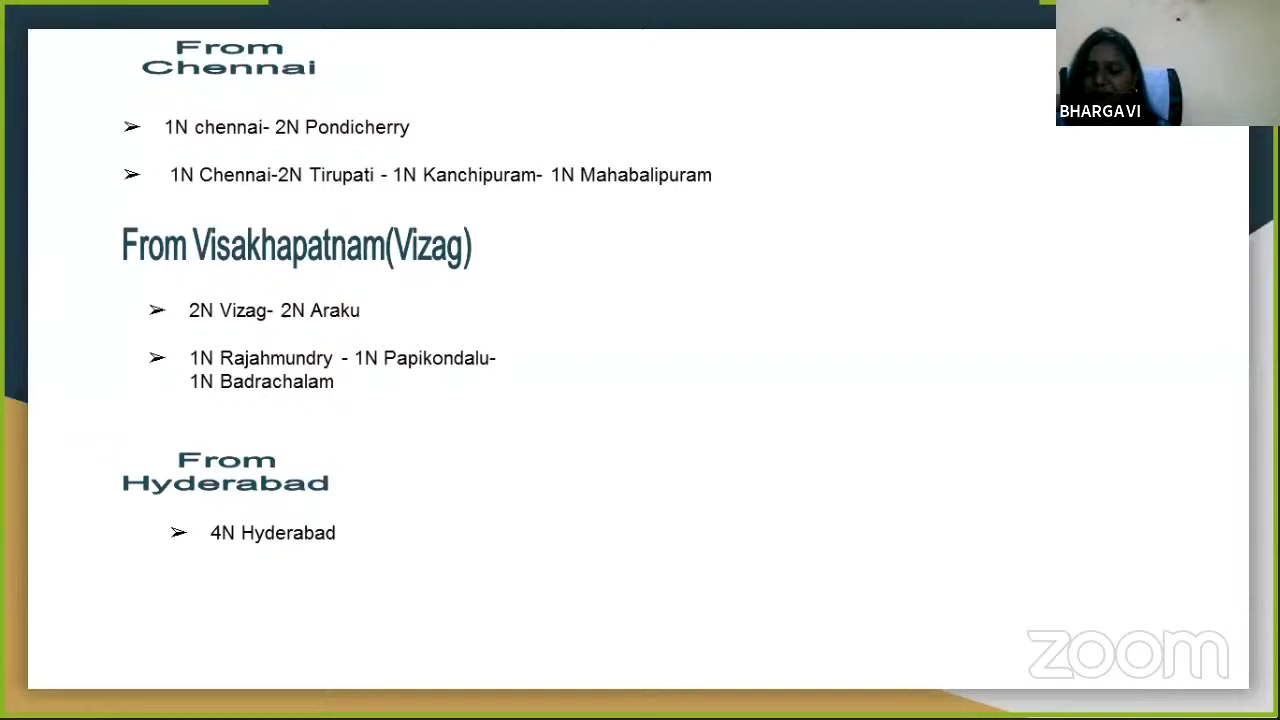 From
Chennai
BHARGAVI
➢ 1N chennai- 2N Pondicherry
➢ 1N Chennai-2N Tirupati - 1N Kanchipuram- 1N Mahabalipuram
From Visakhapatnam(Vizag)
➢ 2N Vizag- 2N Araku
➢ 1N Rajahmundry - 1N Papikondalu-
1N Badrachalam
From
Hyderabad
➢ 4N Hyderabad
zoom